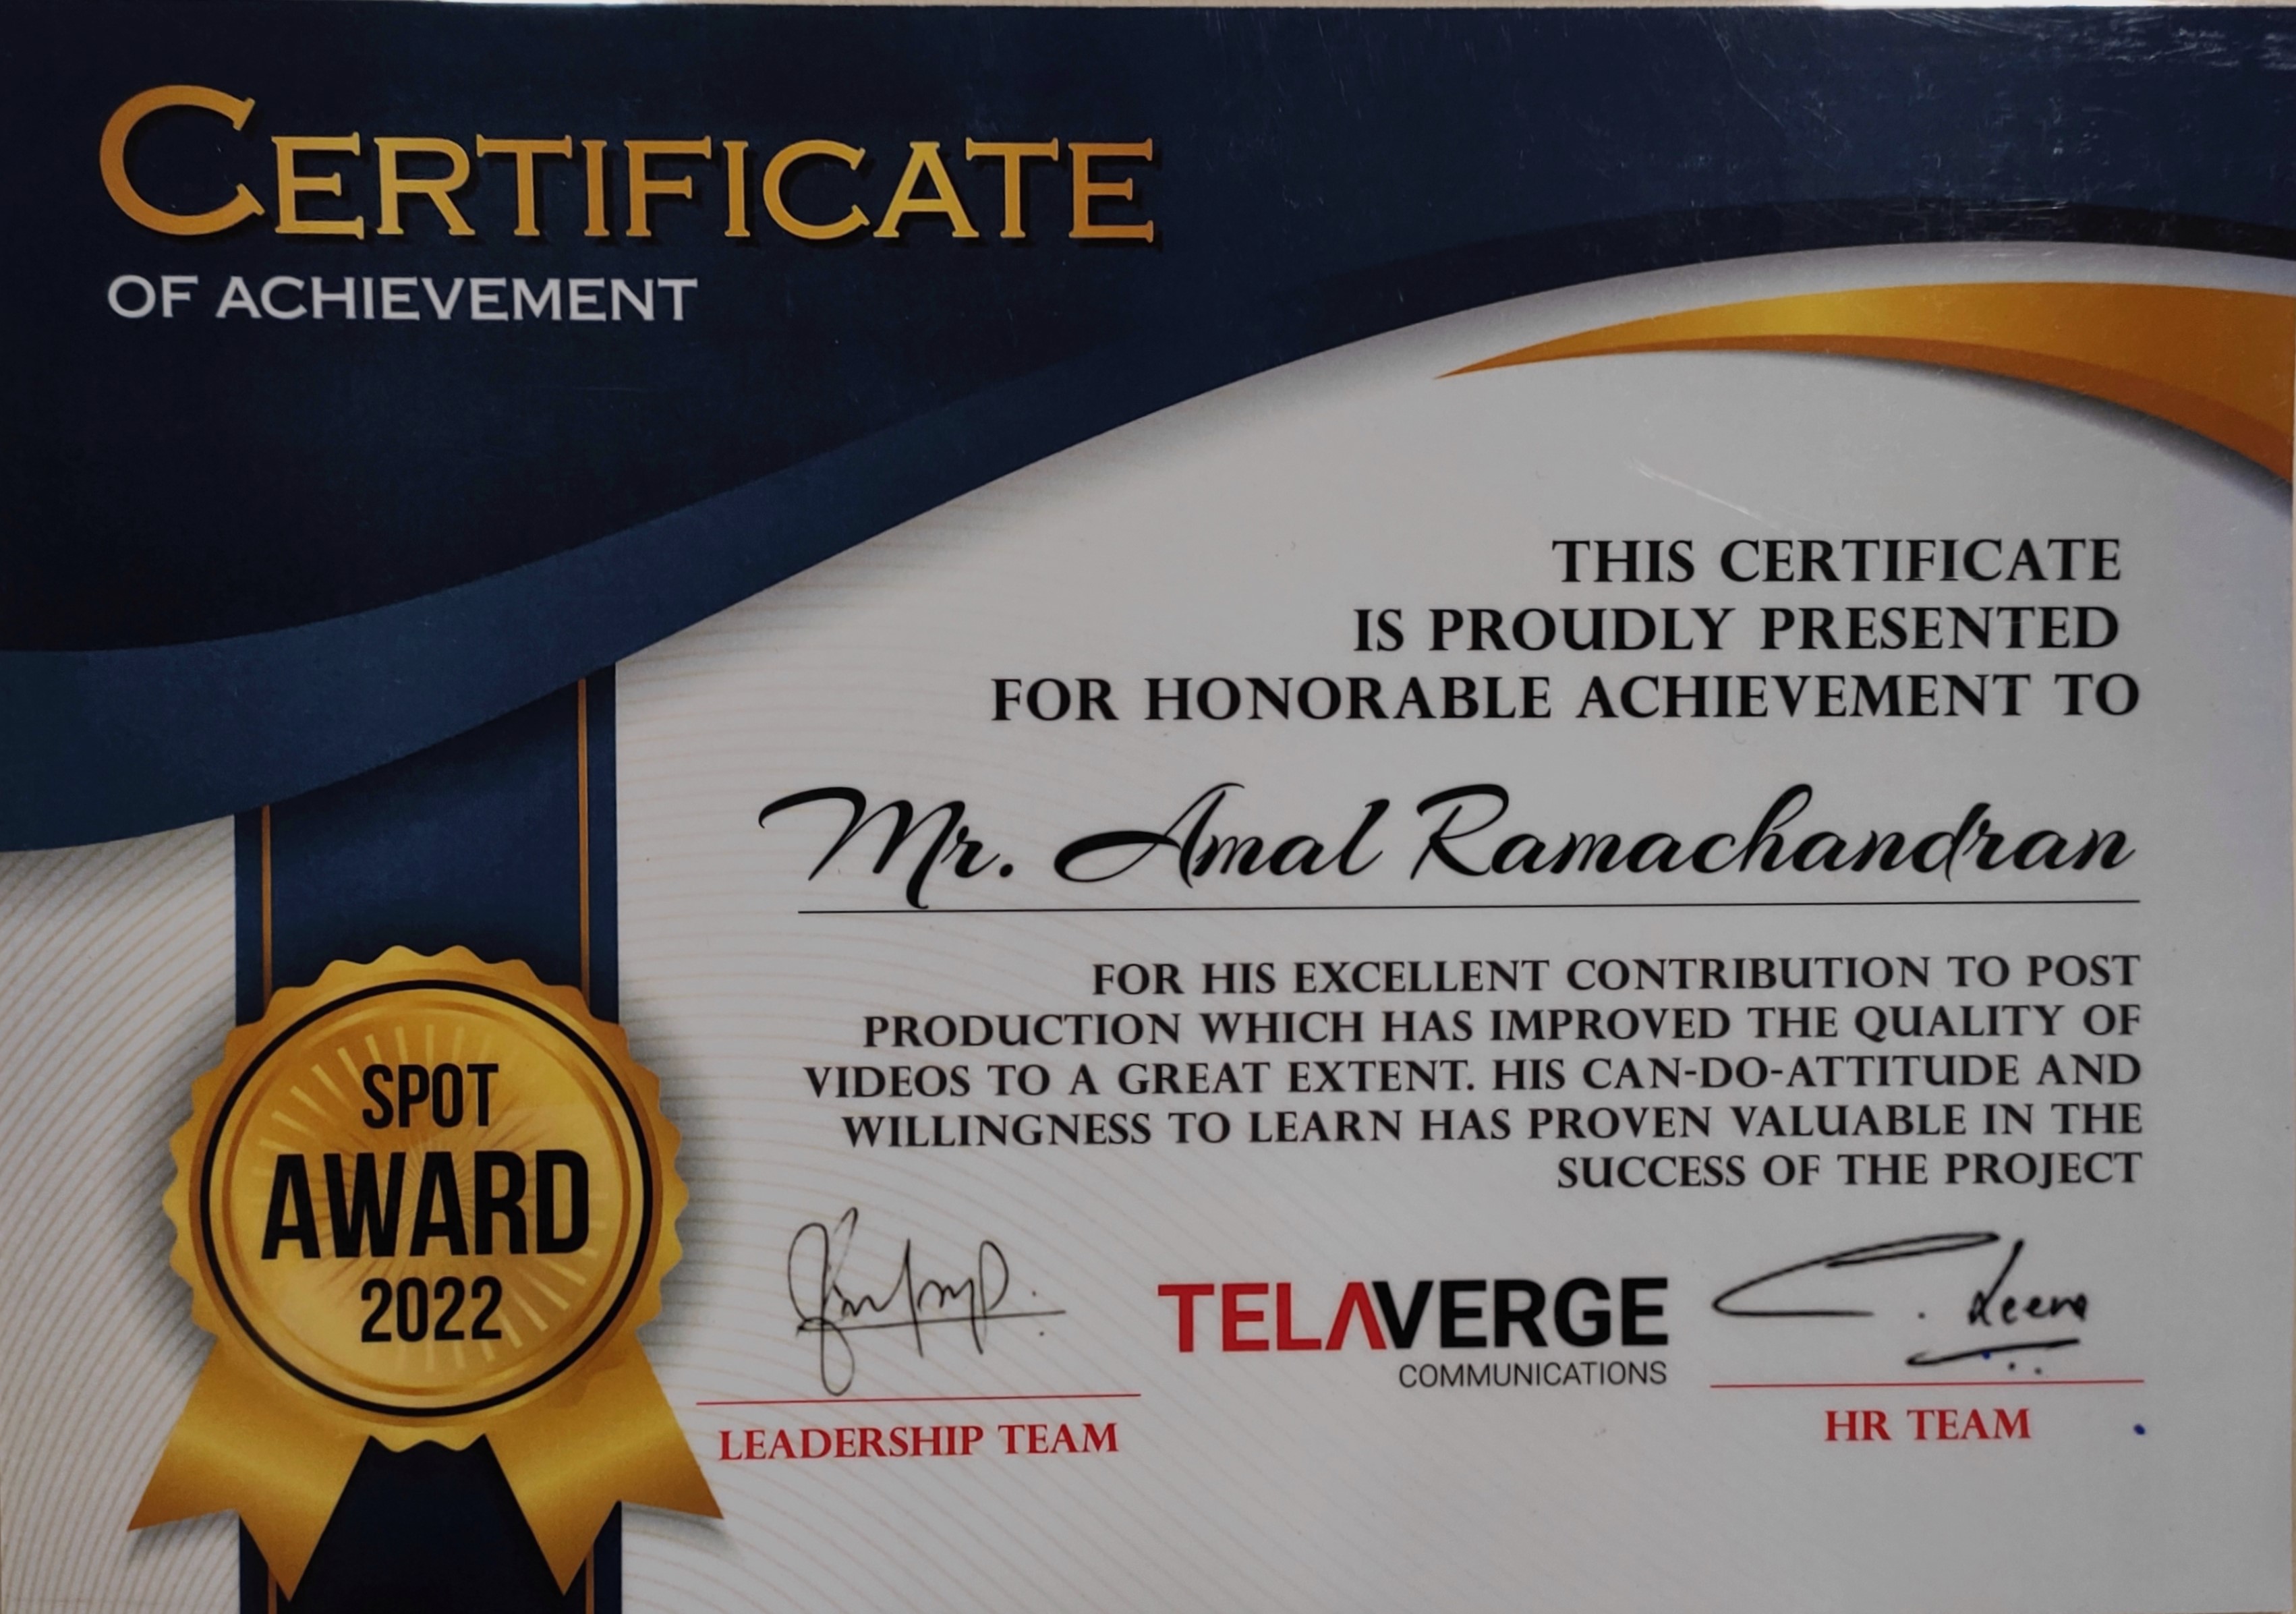 CERTIFICATE
OF ACHIEVEMENT
THIS CERTIFICATE
IS PROUDLY PRESENTED
FOR HONORABLE ACHIEVEMENT TO
Mr. Amal Ramachandran
FOR HIS EXCELLENT CONTRIBUTION TO POST
PRODUCTION WHICH HAS IMPROVED THE QUALITY OF
VIDEOS TO A GREAT EXTENT. HIS CAN-DO-ATTITUDE AND
WILLINGNESS TO LEARN HAS PROVEN VALUABLE IN THE
SUCCESS OF THE PROJECT
SPOT
AWARD
2022
TELAVERGE
COMMUNICATIONS
LEADERSHIP TEAM
HR TEAM